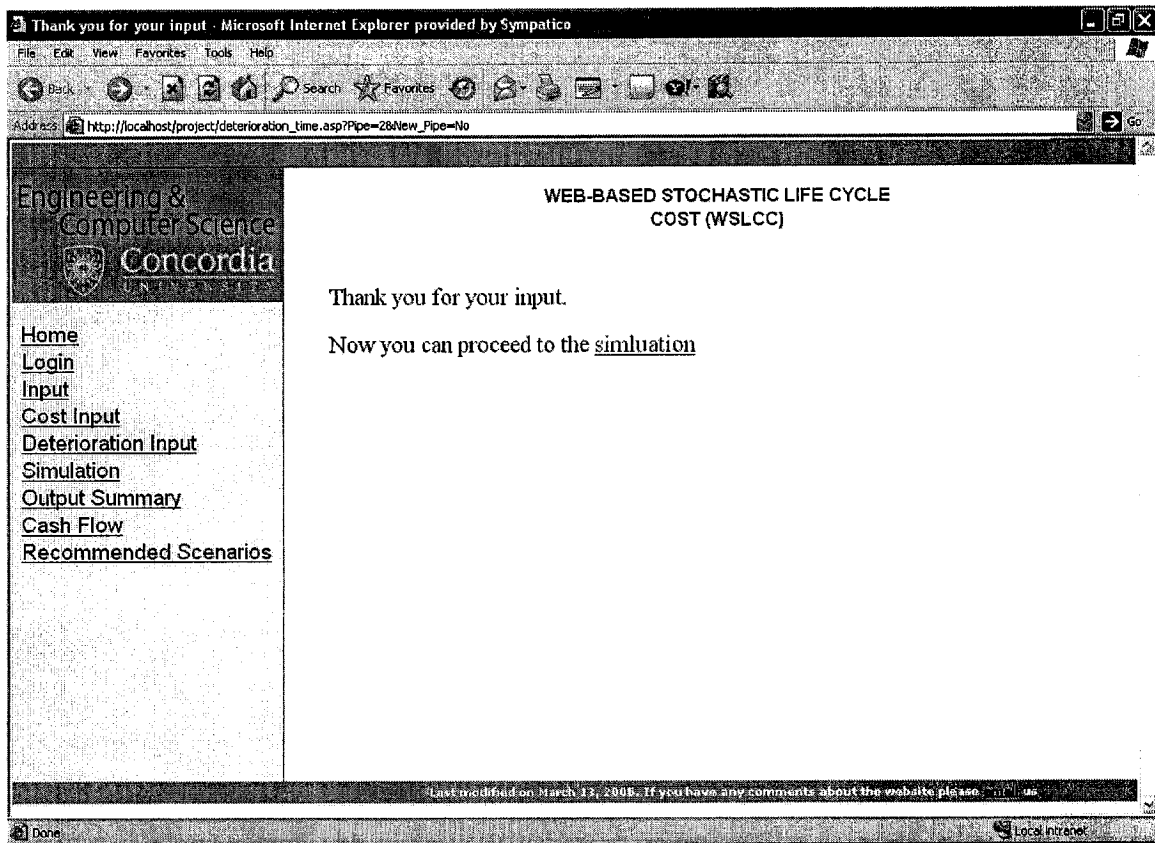 Thank you for your input - Microsoft Internet Explorer provided by Sympatico
File Edit View Favorites Tools Help
Back Search Favorites
Address http://localhost/project/deterioration_time.asp?Pipe=2&New_Pipe=No Go
Engineering &
Computer Science
Concordia
UNIVERSITY
WEB-BASED STOCHASTIC LIFE CYCLE
COST (WSLCC)
Thank you for your input.
Now you can proceed to the simluation
Home
Login
Input
Cost Input
Deterioration Input
Simulation
Output Summary
Cash Flow
Recommended Scenarios
Last modified on March 13, 2006. If you have any comments about the website please us
Done Local intranet